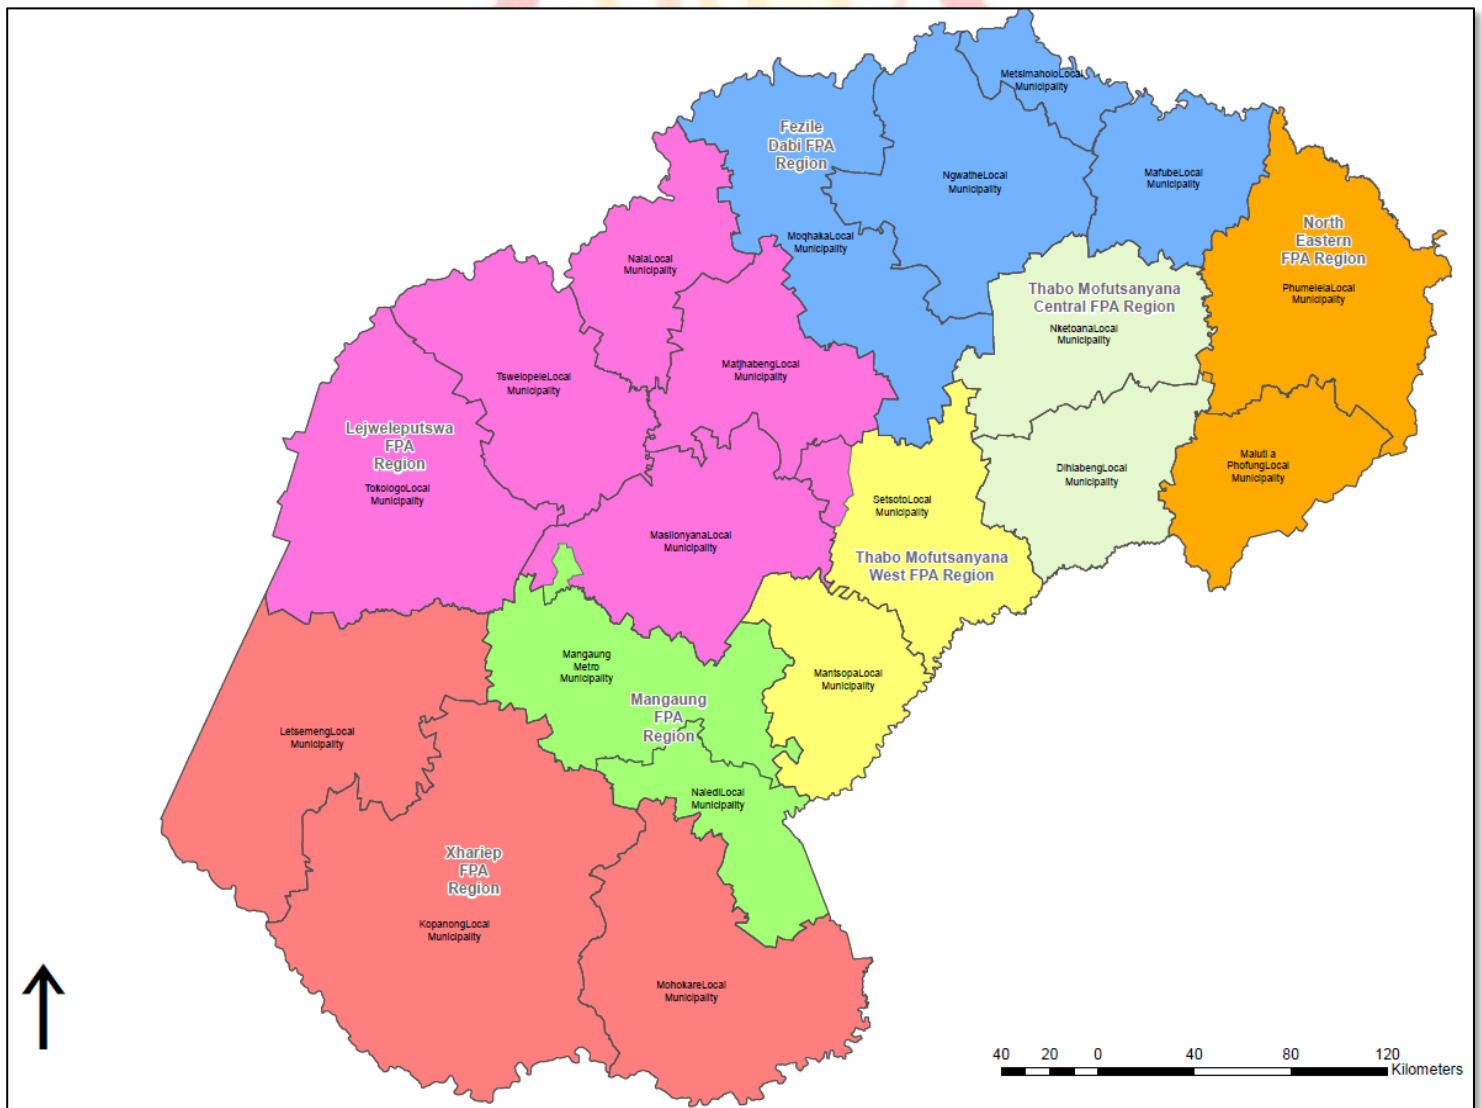 MetsimaholoLocal
Municipality
Fezile
Dabi FPA
Region
NgwatheLocal
Municipality
MafubeLocal
Municipality
North
Eastern
FPA Region
MoqhakaLocal
Municipality
NalaLocal
Municipality
Thabo Mofutsanyana
Central FPA Region
PhumelelaLocal
Municipality
NketoanaLocal
Municipality
MatjhabengLocal
Municipality
TswelopeleLocal
Municipality
Lejweleputswa
FPA
Region
TokologoLocal
Municipality
DihlabengLocal
Municipality
Maluti a
PhofungLocal
Municipality
SetsotoLocal
Municipality
MasilonyanaLocal
Municipality
Thabo Mofutsanyana
West FPA Region
Mangaung
Metro
Municipality
MantsopaLocal
Municipality
Mangaung
FPA
Region
LetsemengLocal
Municipality
NalediLocal
Municipality
Xhariep
FPA
Region
KopanongLocal
Municipality
MohokareLocal
Municipality
40 20 0 40 80 120
Kilometers